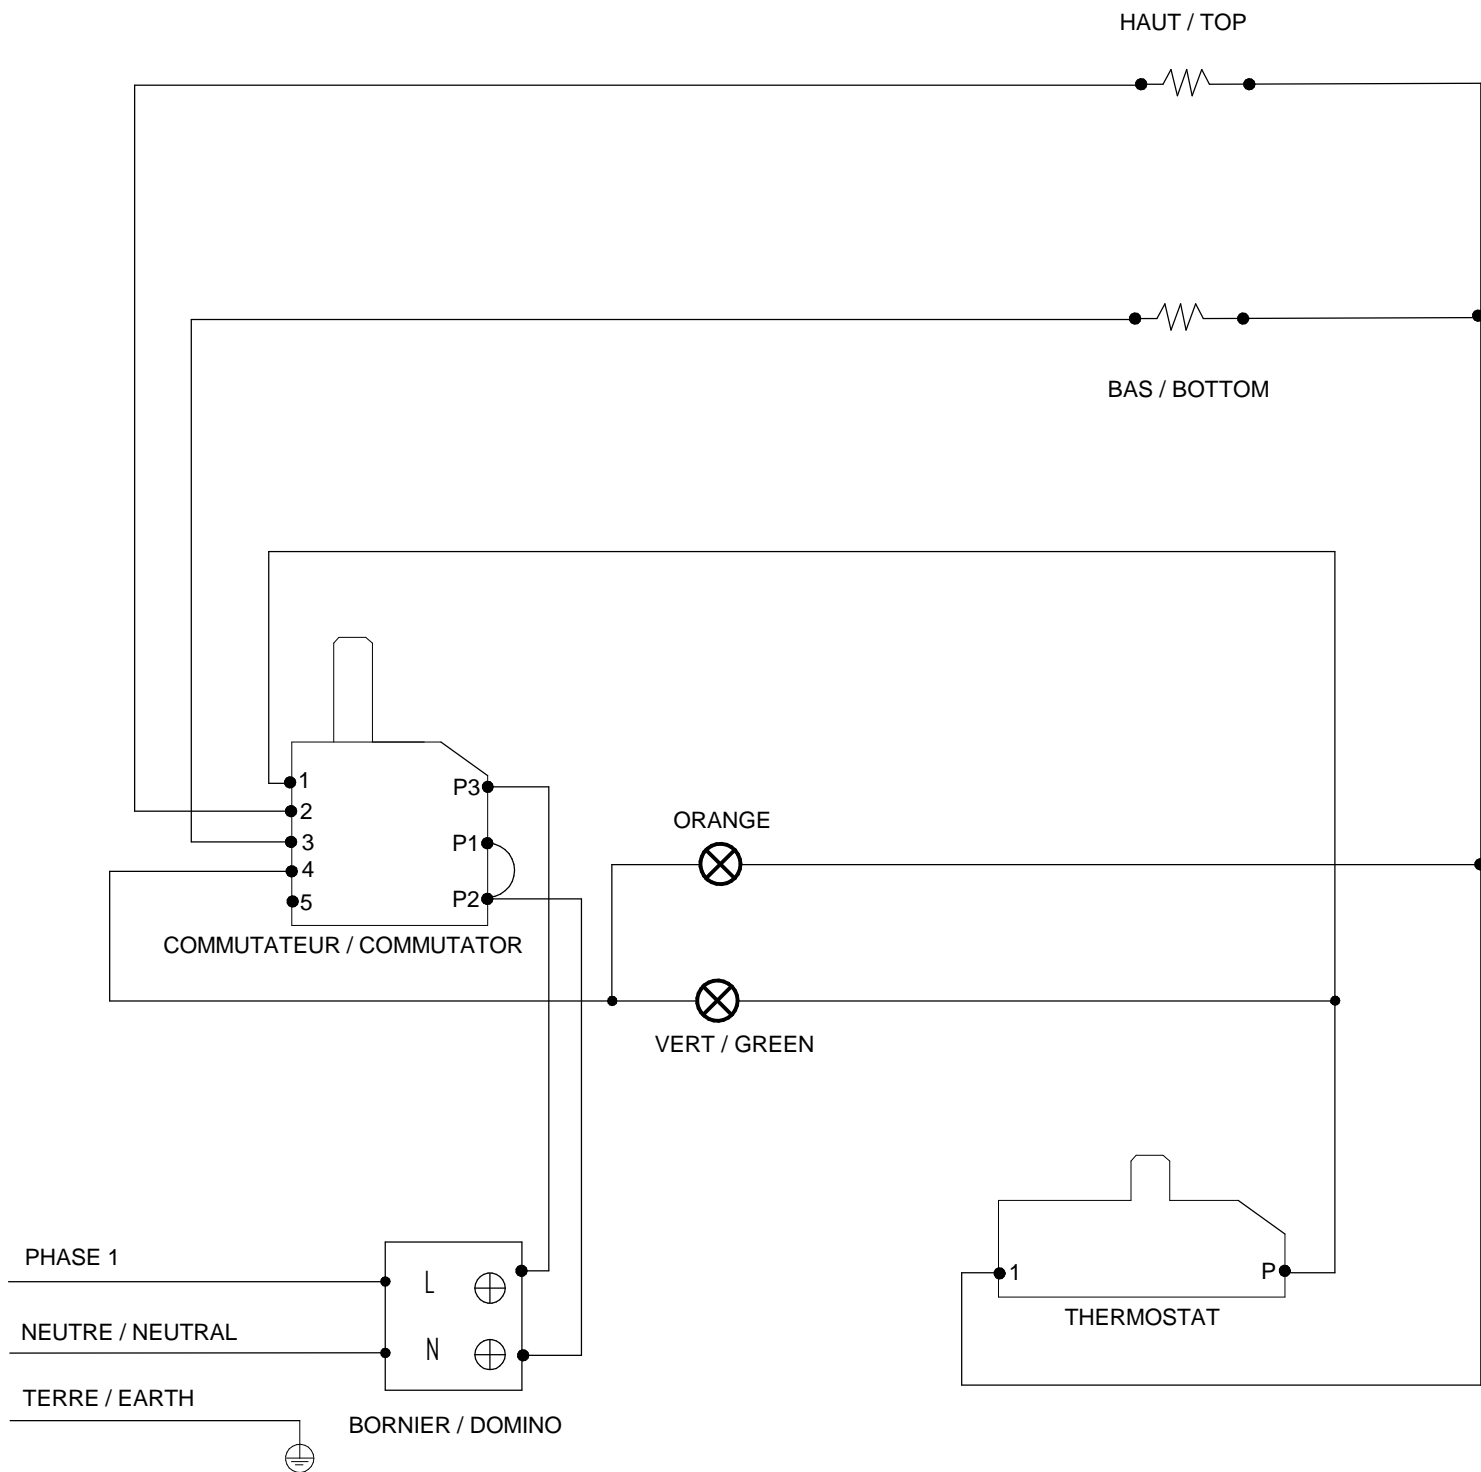 HAUT / TOP
BAS / BOTTOM
1
P3
2
ORANGE
3
P1
4
5
P2
COMMUTATEUR / COMMUTATOR
VERT / GREEN
PHASE 1
L
1
P
NEUTRE / NEUTRAL
N
THERMOSTAT
TERRE / EARTH
BORNIER / DOMINO